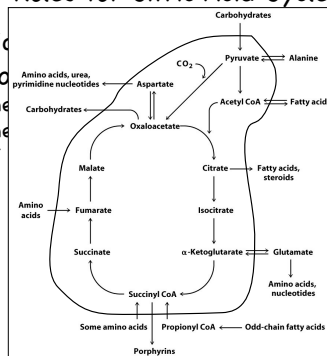 Roles for Citric Acid Cycle
Carbohydrates
CO2
Pyruvate
Alanine
Amino acids, urea,
pyrimidine nucleotides
Aspartate
Acetyl CoA
Fatty acid
Carbohydrates
Oxaloacetate
Malate
Citrate
Fatty acids,
steroids
Amino
acids
Fumarate
Isocitrate
Succinate
α-Ketoglutarate
Glutamate
Amino acids,
nucleotides
Succinyl CoA
Some amino acids
Propionyl CoA
Odd-chain fatty acids
Porphyrins